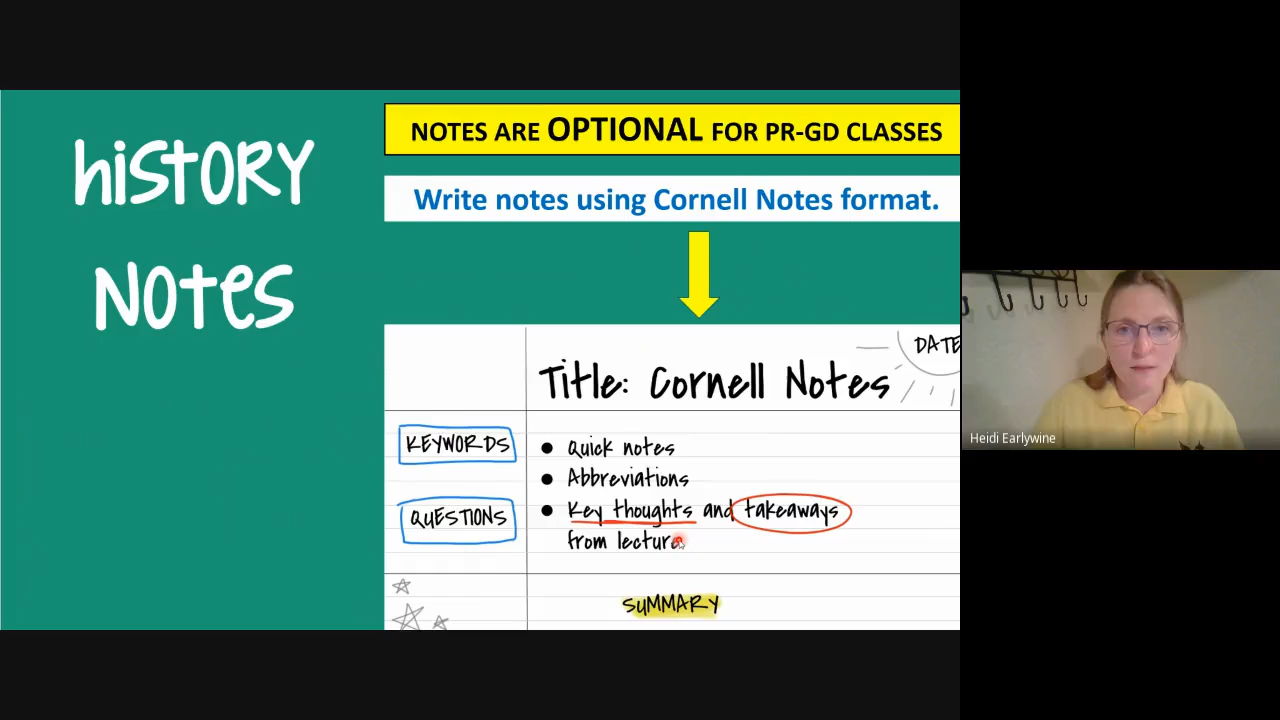 hiSTORY
NOTES
NOTES ARE OPTIONAL FOR PR-GD CLASSES
Write notes using Cornell Notes format.
DATE
Title: Cornell Notes
KEYWORDS
QUESTIONS
● Quick notes
● Abbreviations
● Key thoughts and takeaways
from lecture
SUMMARY
Heidi Earlywine